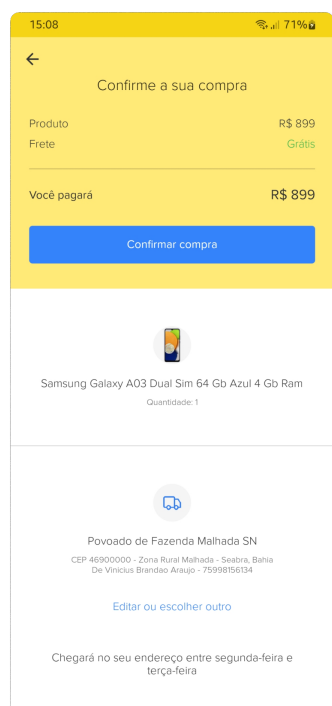 15:08 71%
Confirme a sua compra
Produto R$ 899
Frete Grátis
Você pagará R$ 899
Confirmar compra
Samsung Galaxy A03 Dual Sim 64 Gb Azul 4 Gb Ram
Quantidade: 1
Povoado de Fazenda Malhada SN
CEP 46900000 - Zona Rural Malhada - Seabra, Bahia
De Vinicius Brandao Araujo - 75998156134
Editar ou escolher outro
Chegará no seu endereço entre segunda-feira e
terça-feira